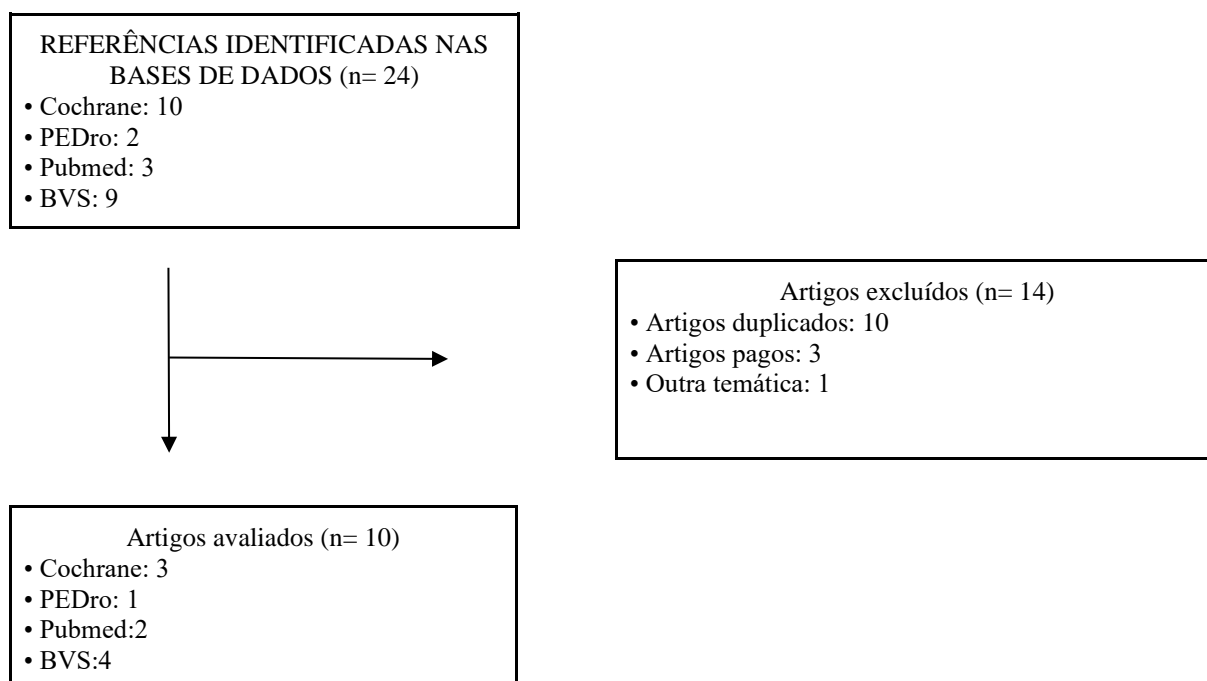 REFERÊNCIAS IDENTIFICADAS NAS
BASES DE DADOS (n= 24)
• Cochrane: 10
• PEDro: 2
• Pubmed: 3
• BVS: 9
Artigos excluídos (n= 14)
• Artigos duplicados: 10
• Artigos pagos: 3
• Outra temática: 1
Artigos avaliados (n= 10)
• Cochrane: 3
• PEDro: 1
• Pubmed:2
• BVS:4